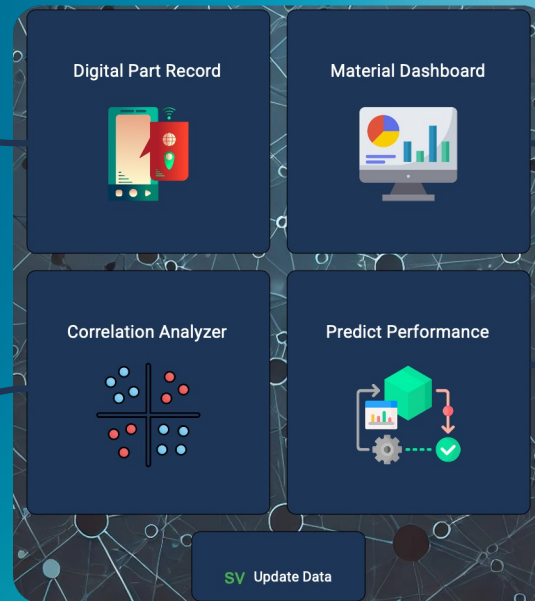 Digital Part Record
Material Dashboard
Correlation Analyzer
Predict Performance
SV Update Data